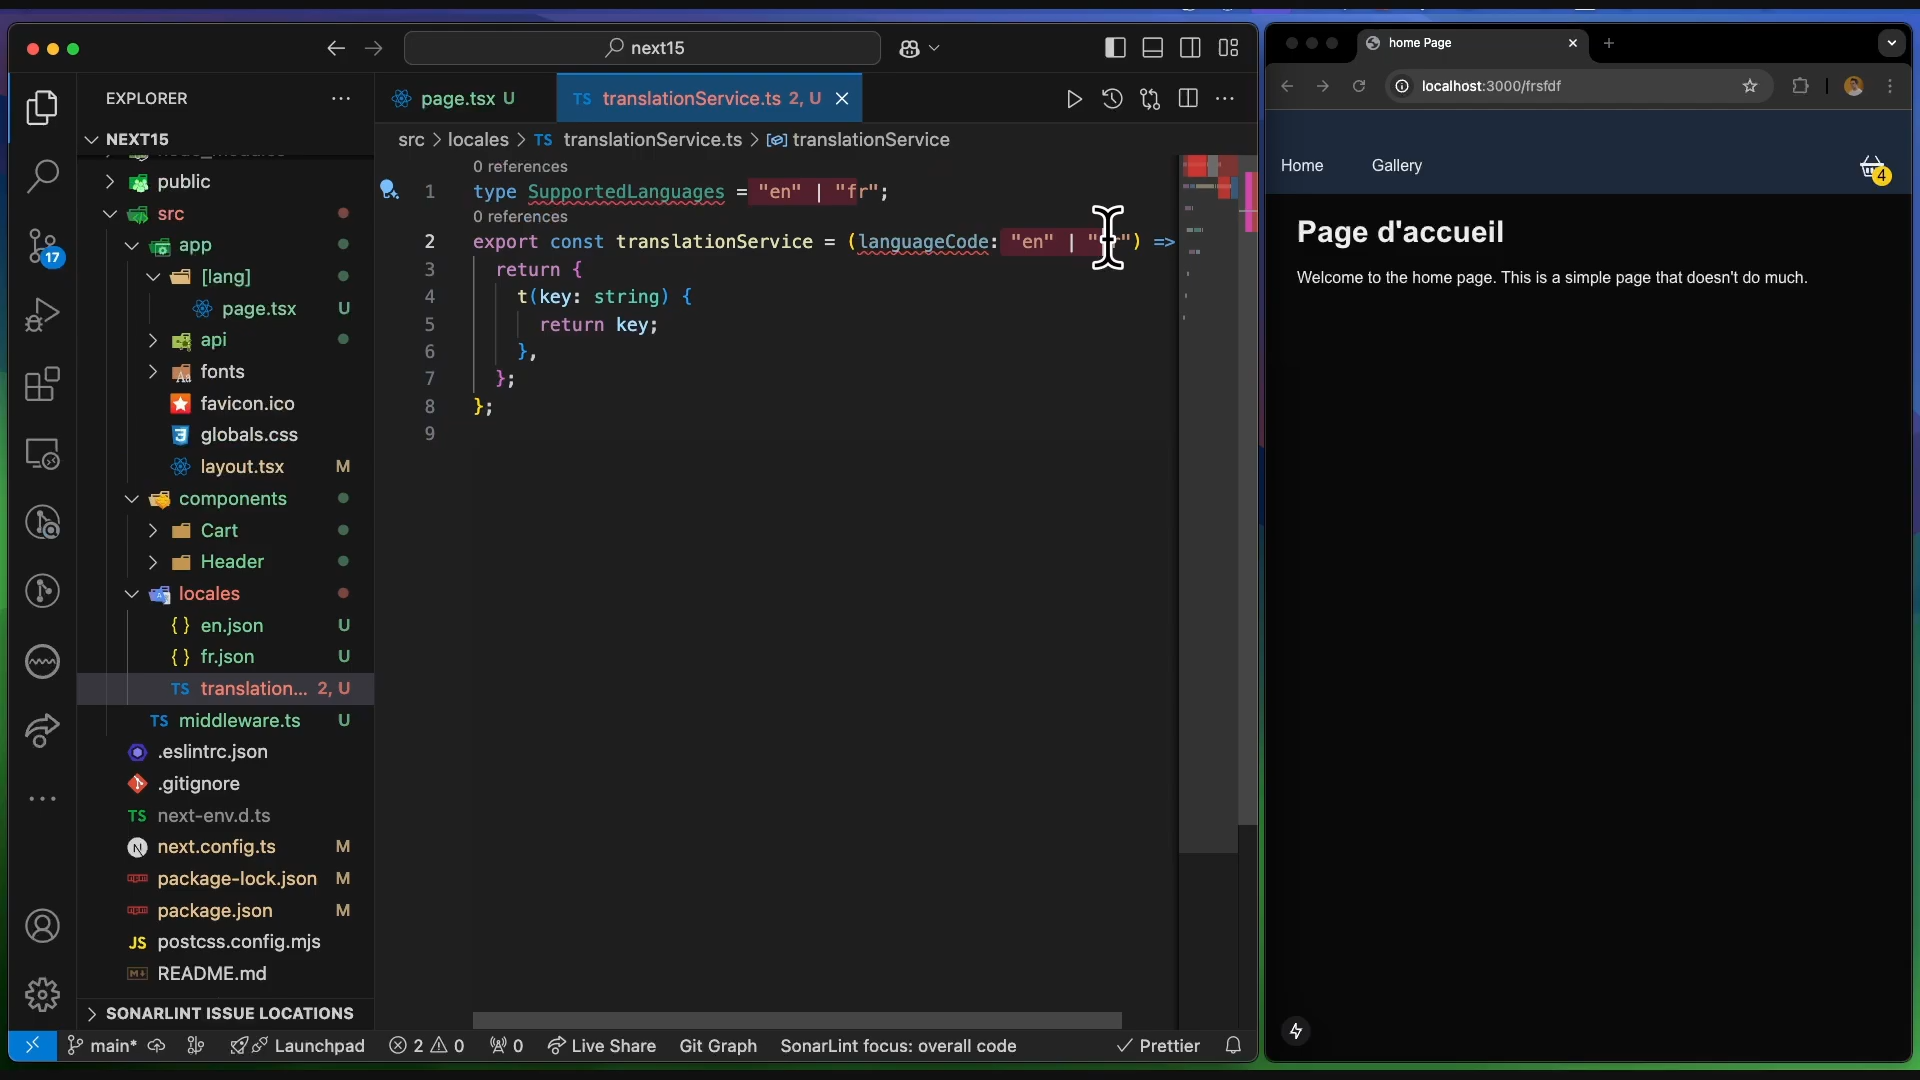 next15
EXPLORER
NEXT15
public
src
app
[lang]
page.tsx U
api
fonts
favicon.ico
globals.css
layout.tsx M
components
Cart
Header
locales
en.json U
fr.json U
TS translation... 2, U
TS middleware.ts U
.eslintrc.json
.gitignore
TS next-env.d.ts
next.config.ts M
package-lock.json M
package.json M
JS postcss.config.mjs
README.md
SONARLINT ISSUE LOCATIONS
17
page.tsx U
TS translationService.ts 2, U
src > locales > TS translationService.ts > translationService
0 references
1 type SupportedLanguages = "en" | "fr";
0 references
2 export const translationService = (languageCode: "en" | " ") =>
3 return {
4 t(key: string) {
5 return key;
6 },
7 };
8 };
9
main* Launchpad 2 0 0 Live Share Git Graph SonarLint focus: overall code Prettier
home Page
localhost:3000/frsfdf
Home Gallery 4
Page d'accueil
Welcome to the home page. This is a simple page that doesn't do much.